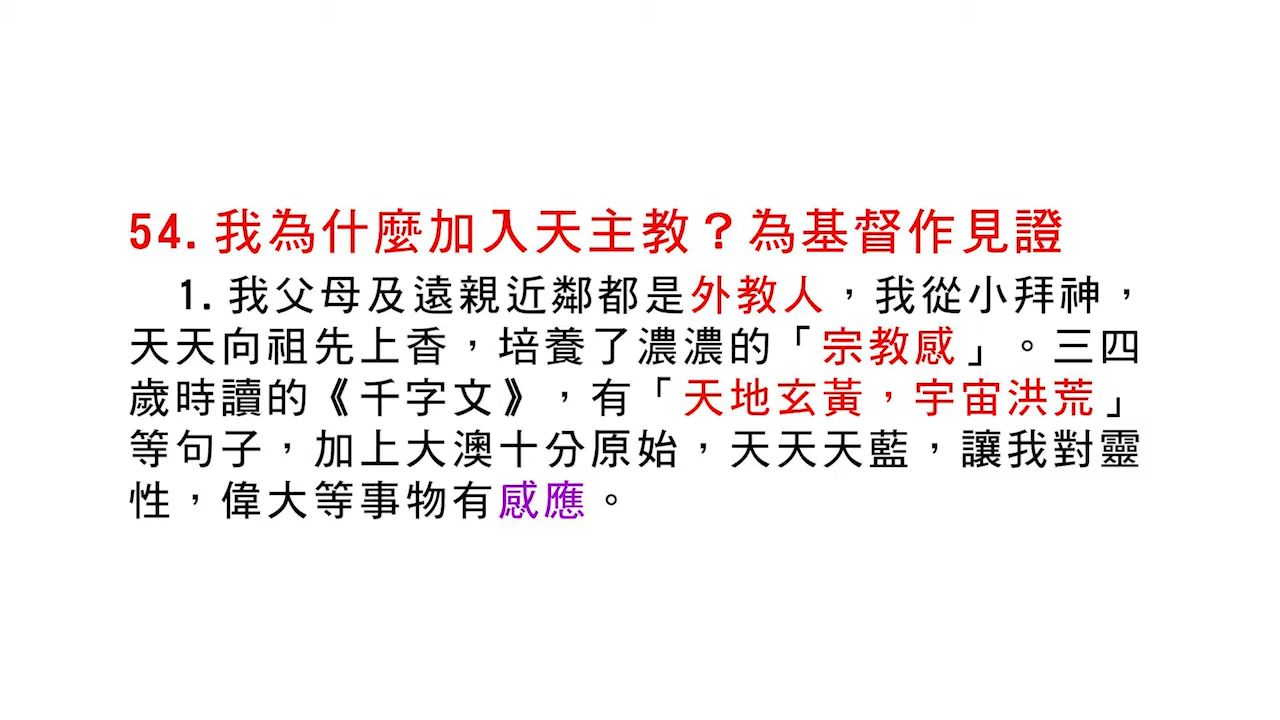 54.我為什麼加入天主教？為基督作見證
1.我父母及遠親近鄰都是外教人，我從小拜神，
天天向祖先上香，培養了濃濃的「宗教感」。三四
歲時讀的《千字文》，有「天地玄黃，宇宙洪荒」
等句子，加上大澳十分原始，天天天藍，讓我對靈
性，偉大等事物有感應。